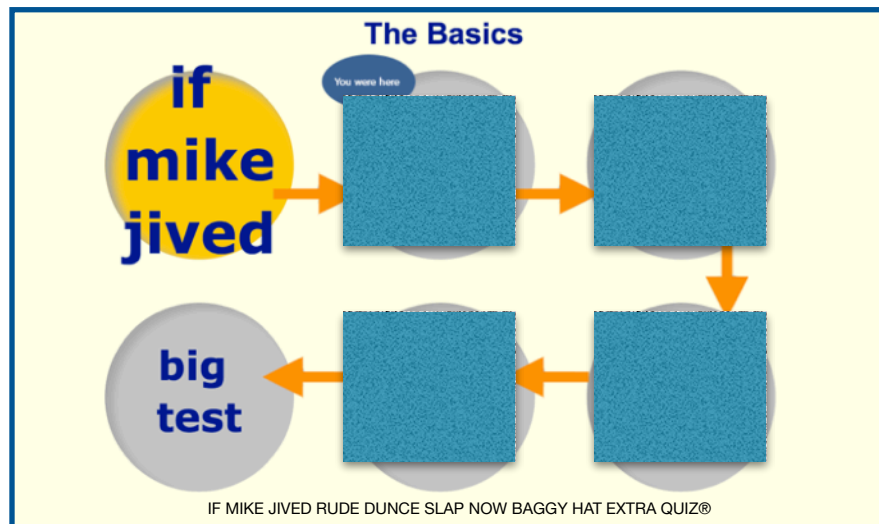 The Basics
You were here
if
mike
jived
big
test
IF MIKE JIVED RUDE DUNCE SLAP NOW BAGGY HAT EXTRA QUIZ®